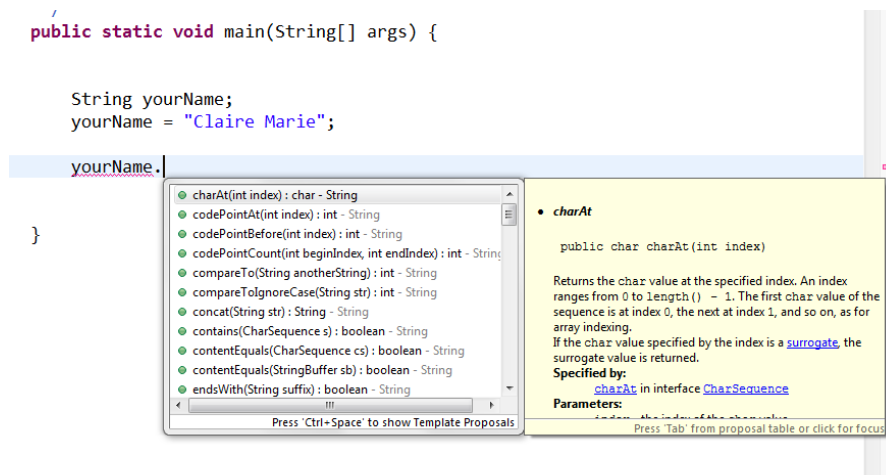 public static void main(String[] args) {
String yourName;
yourName = "Claire Marie";
yourName.
}
charAt(int index) : char - String
codePointAt(int index) : int - String
codePointBefore(int index) : int - String
codePointCount(int beginIndex, int endIndex) : int - String
compareTo(String anotherString) : int - String
compareToIgnoreCase(String str) : int - String
concat(String str) : String - String
contains(CharSequence s) : boolean - String
contentEquals(CharSequence cs) : boolean - String
contentEquals(StringBuffer sb) : boolean - String
endsWith(String suffix) : boolean - String
Press 'Ctrl+Space' to show Template Proposals
• charAt
public char charAt(int index)
Returns the char value at the specified index. An index
ranges from 0 to length() - 1. The first char value of the
sequence is at index 0, the next at index 1, and so on, as for
array indexing.
If the char value specified by the index is a surrogate, the
surrogate value is returned.
Specified by:
charAt in interface CharSequence
Parameters:
Press 'Tab' from proposal table or click for focus